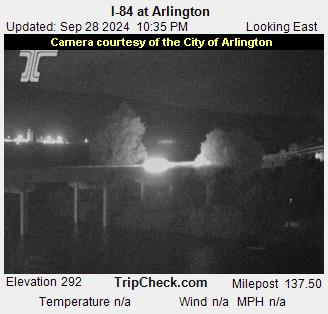 I-84 at Arlington
Updated: Sep 28 2024 10:35 PM Looking East
Camera courtesy of the City of Arlington
Elevation 292 TripCheck.com Milepost 137.50
Temperature n/a Wind n/a MPH n/a